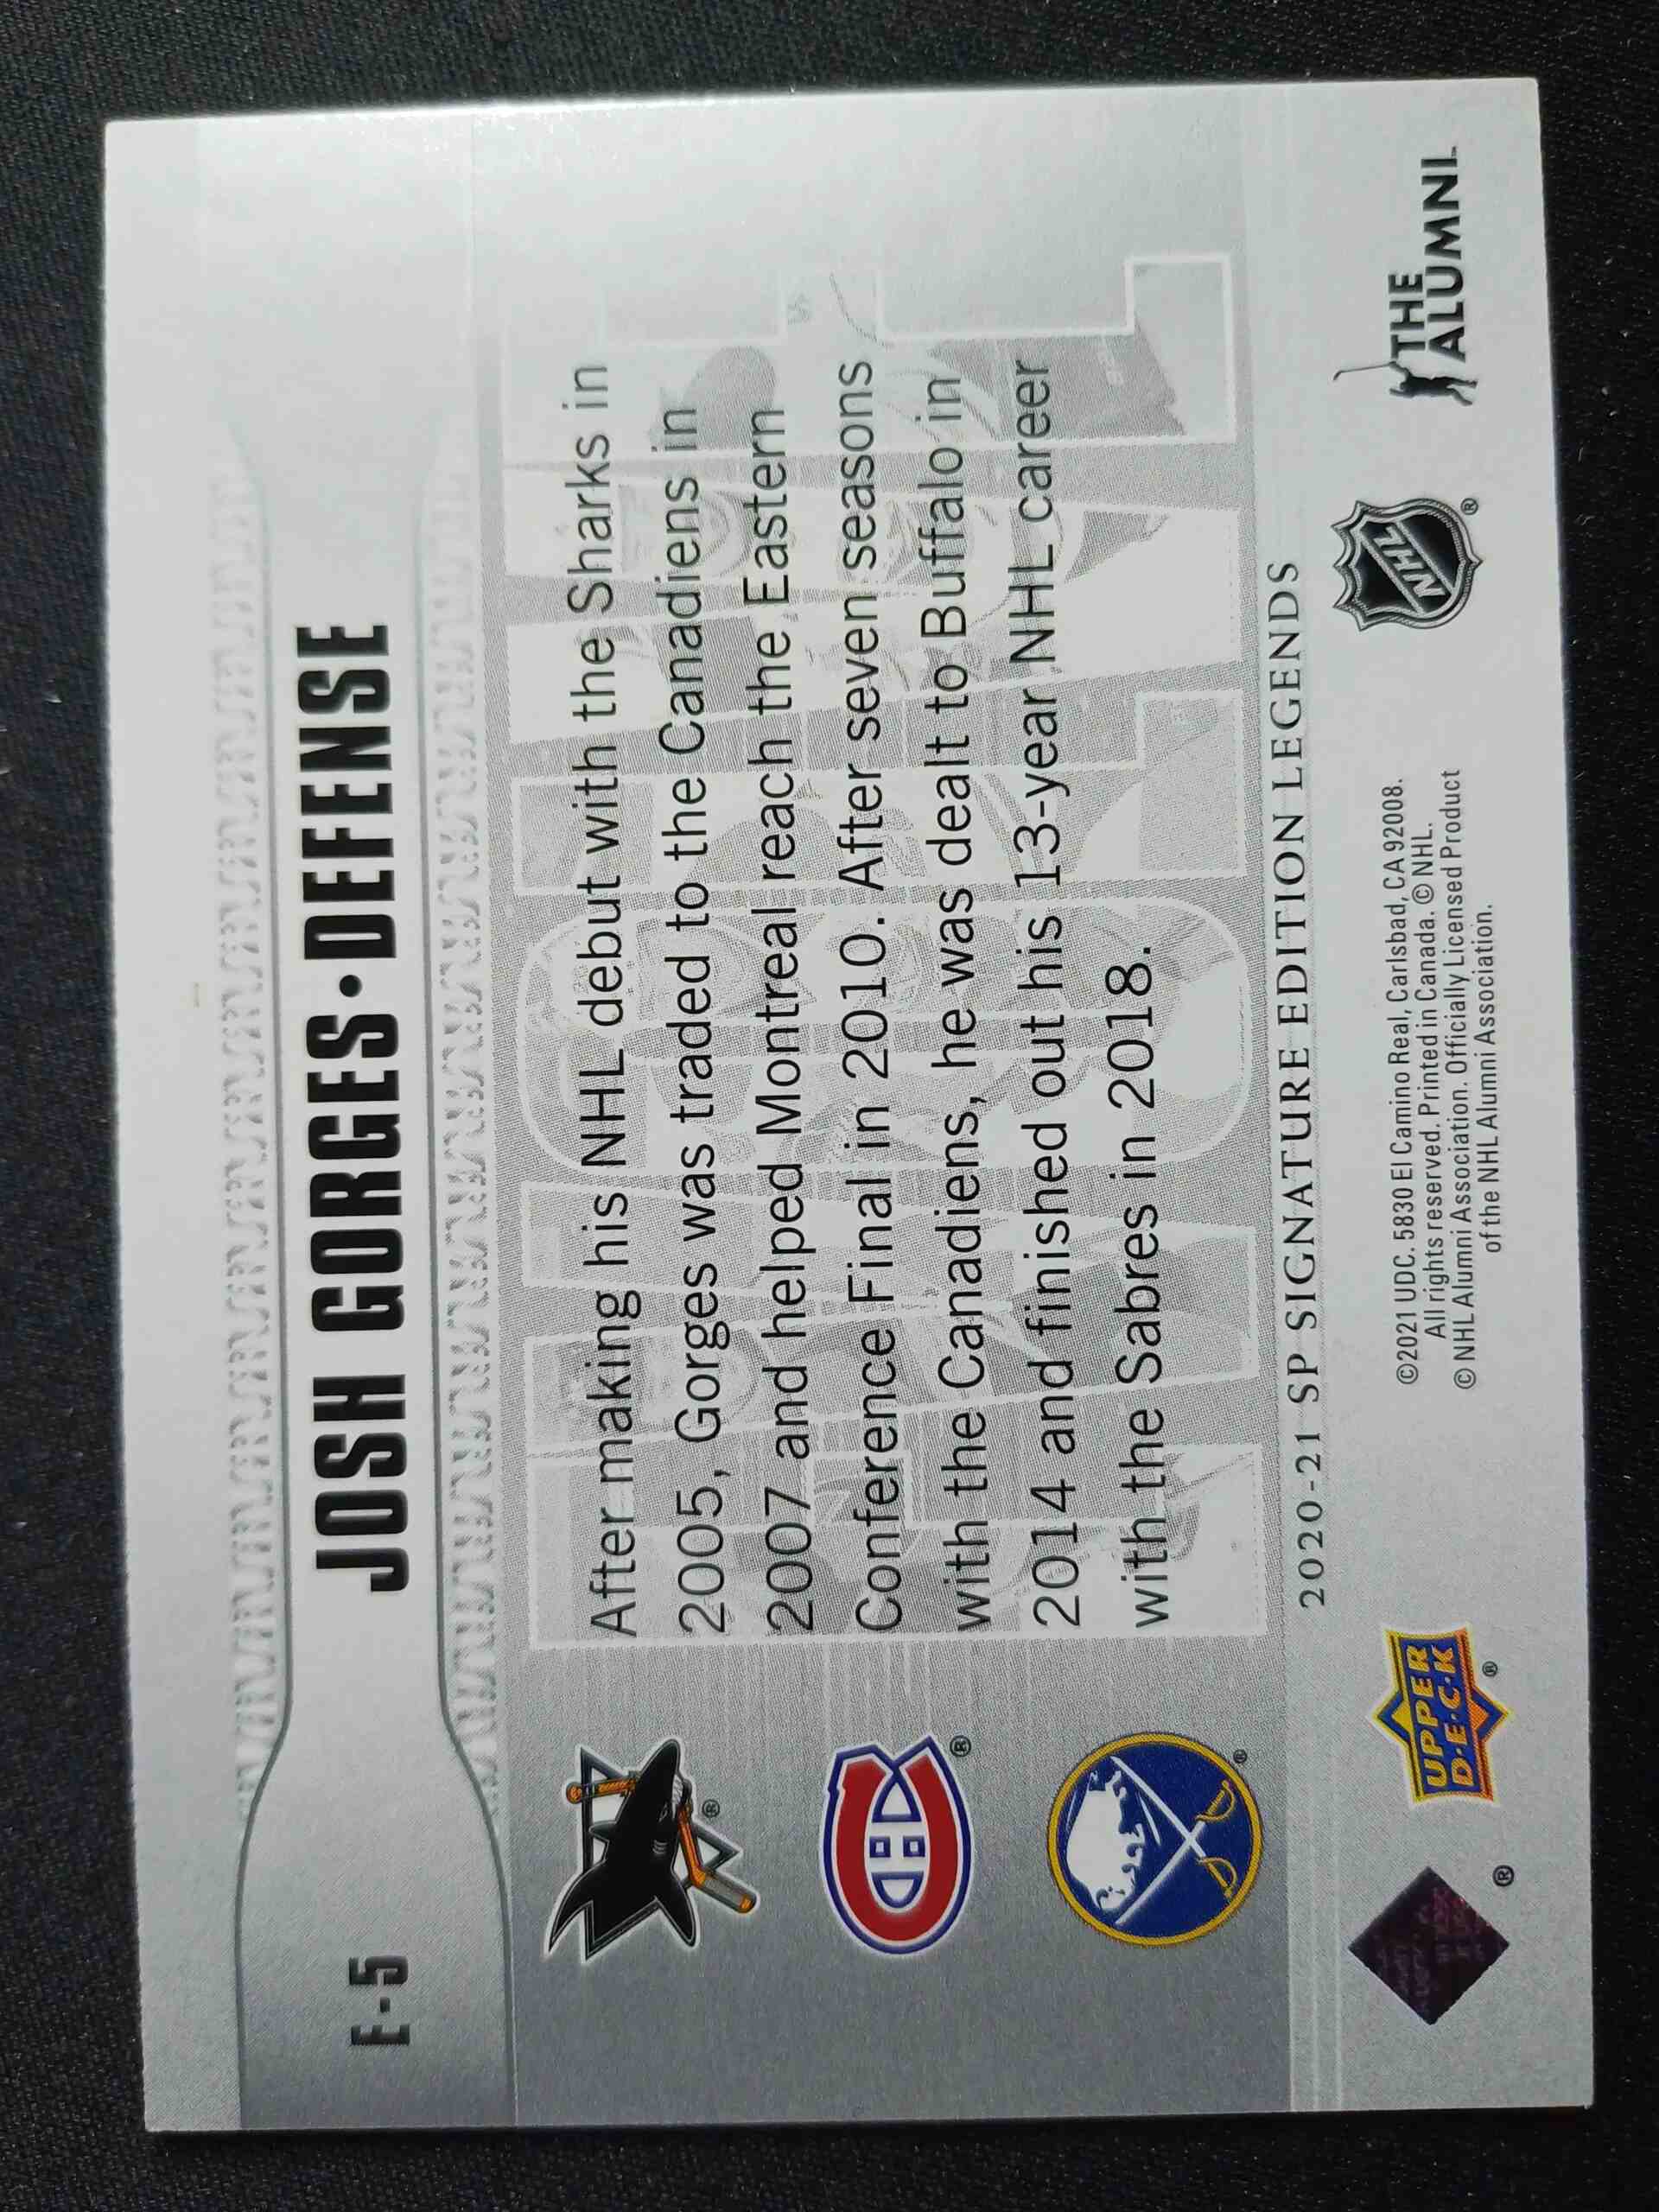 E-5
JOSH GORGES • DEFENSE
After making his NHL debut with the Sharks in
2005, Gorges was traded to the Canadiens in
2007 and helped Montreal reach the Eastern
Conference Final in 2010. After seven seasons
with the Canadiens, he was dealt to Buffalo in
2014 and finished out his 13-year NHL career
with the Sabres in 2018.
2020-21 SP SIGNATURE EDITION LEGENDS
UPPER
D•E•C•K
©2021 UDC. 5830 El Camino Real, Carlsbad, CA 92008.
All rights reserved. Printed in Canada. © NHL.
© NHL Alumni Association. Officially Licensed Product
of the NHL Alumni Association.
NHL
THE
ALUMNI